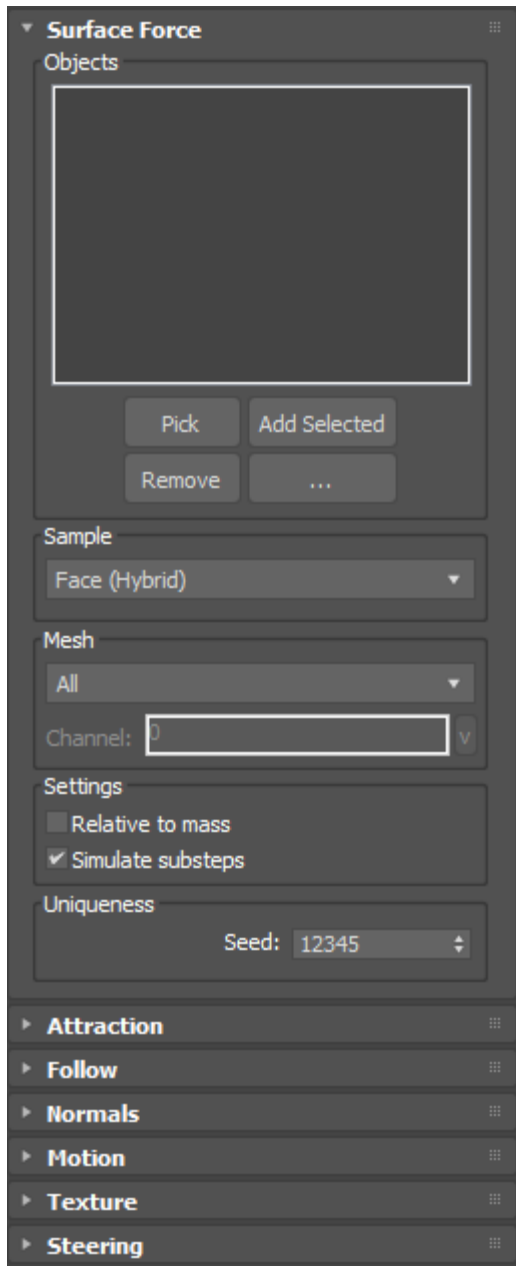 Surface Force
Objects
Pick Add Selected
Remove ...
Sample
Face (Hybrid)
Mesh
All
Channel: 0 v
Settings
Relative to mass
Simulate substeps
Uniqueness
Seed: 12345
Attraction
Follow
Normals
Motion
Texture
Steering